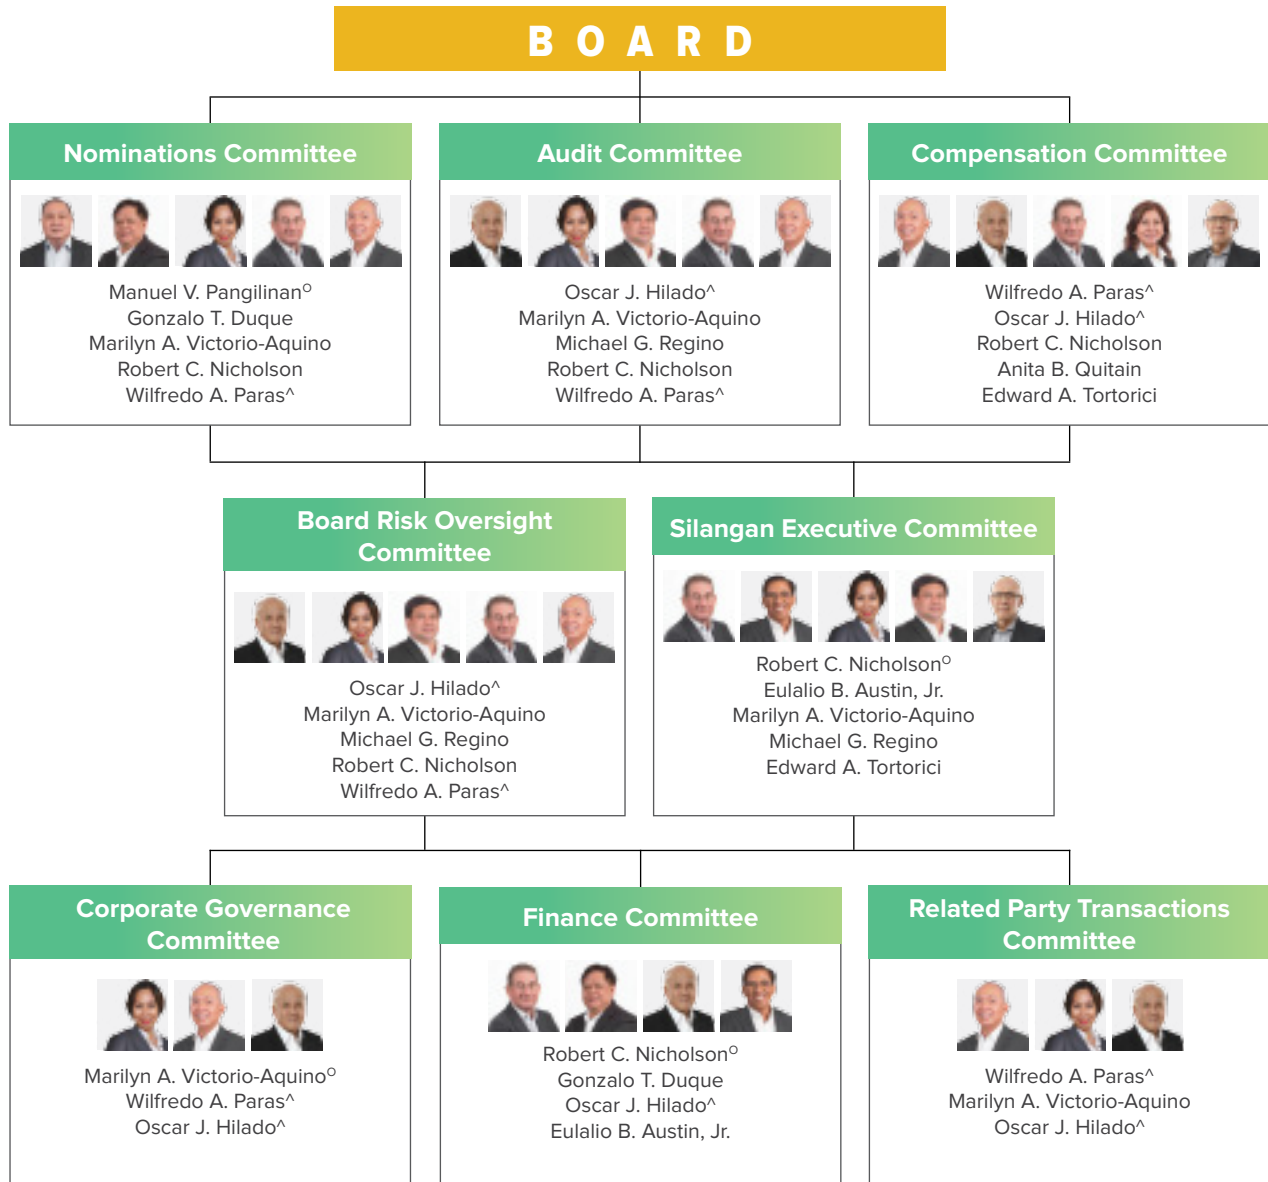 BOARD
Nominations Committee
Manuel V. Pangilinan⁰
Gonzalo T. Duque
Marilyn A. Victorio-Aquino
Robert C. Nicholson
Wilfredo A. Paras^
Audit Committee
Oscar J. Hilado^
Marilyn A. Victorio-Aquino
Michael G. Regino
Robert C. Nicholson
Wilfredo A. Paras^
Compensation Committee
Wilfredo A. Paras^
Oscar J. Hilado^
Robert C. Nicholson
Anita B. Quitain
Edward A. Tortorici
Board Risk Oversight
Committee
Oscar J. Hilado^
Marilyn A. Victorio-Aquino
Michael G. Regino
Robert C. Nicholson
Wilfredo A. Paras^
Silangan Executive Committee
Robert C. Nicholson⁰
Eulalio B. Austin, Jr.
Marilyn A. Victorio-Aquino
Michael G. Regino
Edward A. Tortorici
Corporate Governance
Committee
Marilyn A. Victorio-Aquino⁰
Wilfredo A. Paras^
Oscar J. Hilado^
Finance Committee
Robert C. Nicholson⁰
Gonzalo T. Duque
Oscar J. Hilado^
Eulalio B. Austin, Jr.
Related Party Transactions
Committee
Wilfredo A. Paras^
Marilyn A. Victorio-Aquino
Oscar J. Hilado^